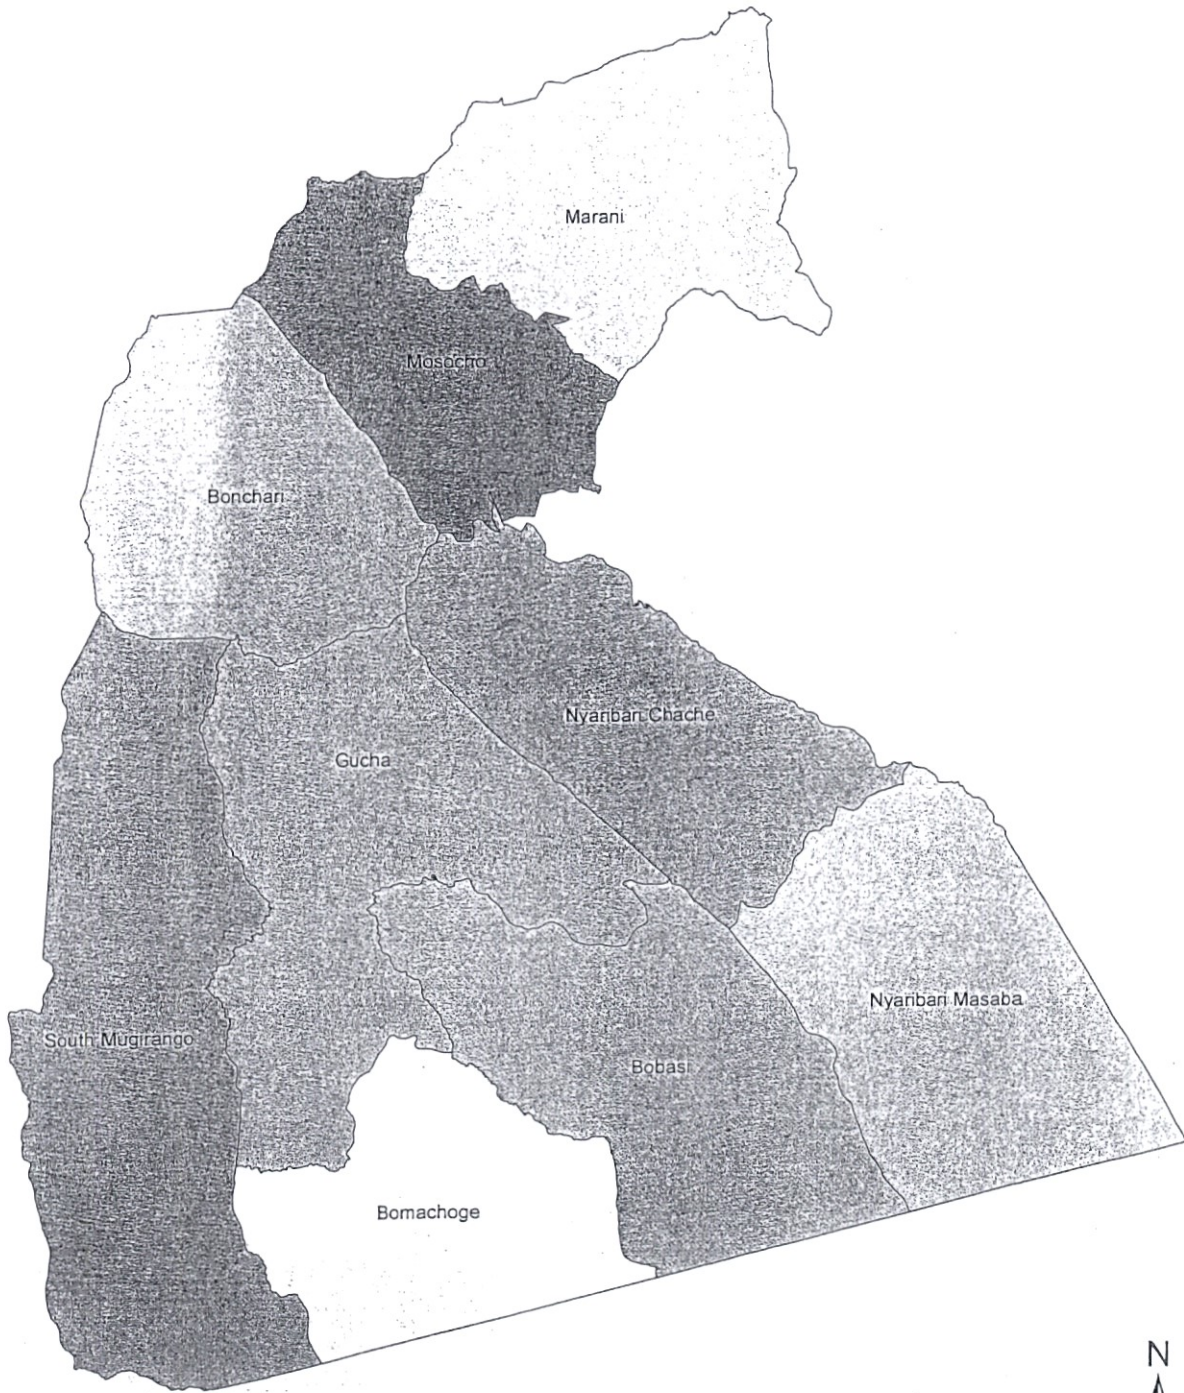 Marani
Mosocho
Bonchari
Nyaribari Chache
Gucha
Nyaribari Masaba
South Mugirango
Bobasi
Bomachoge
N